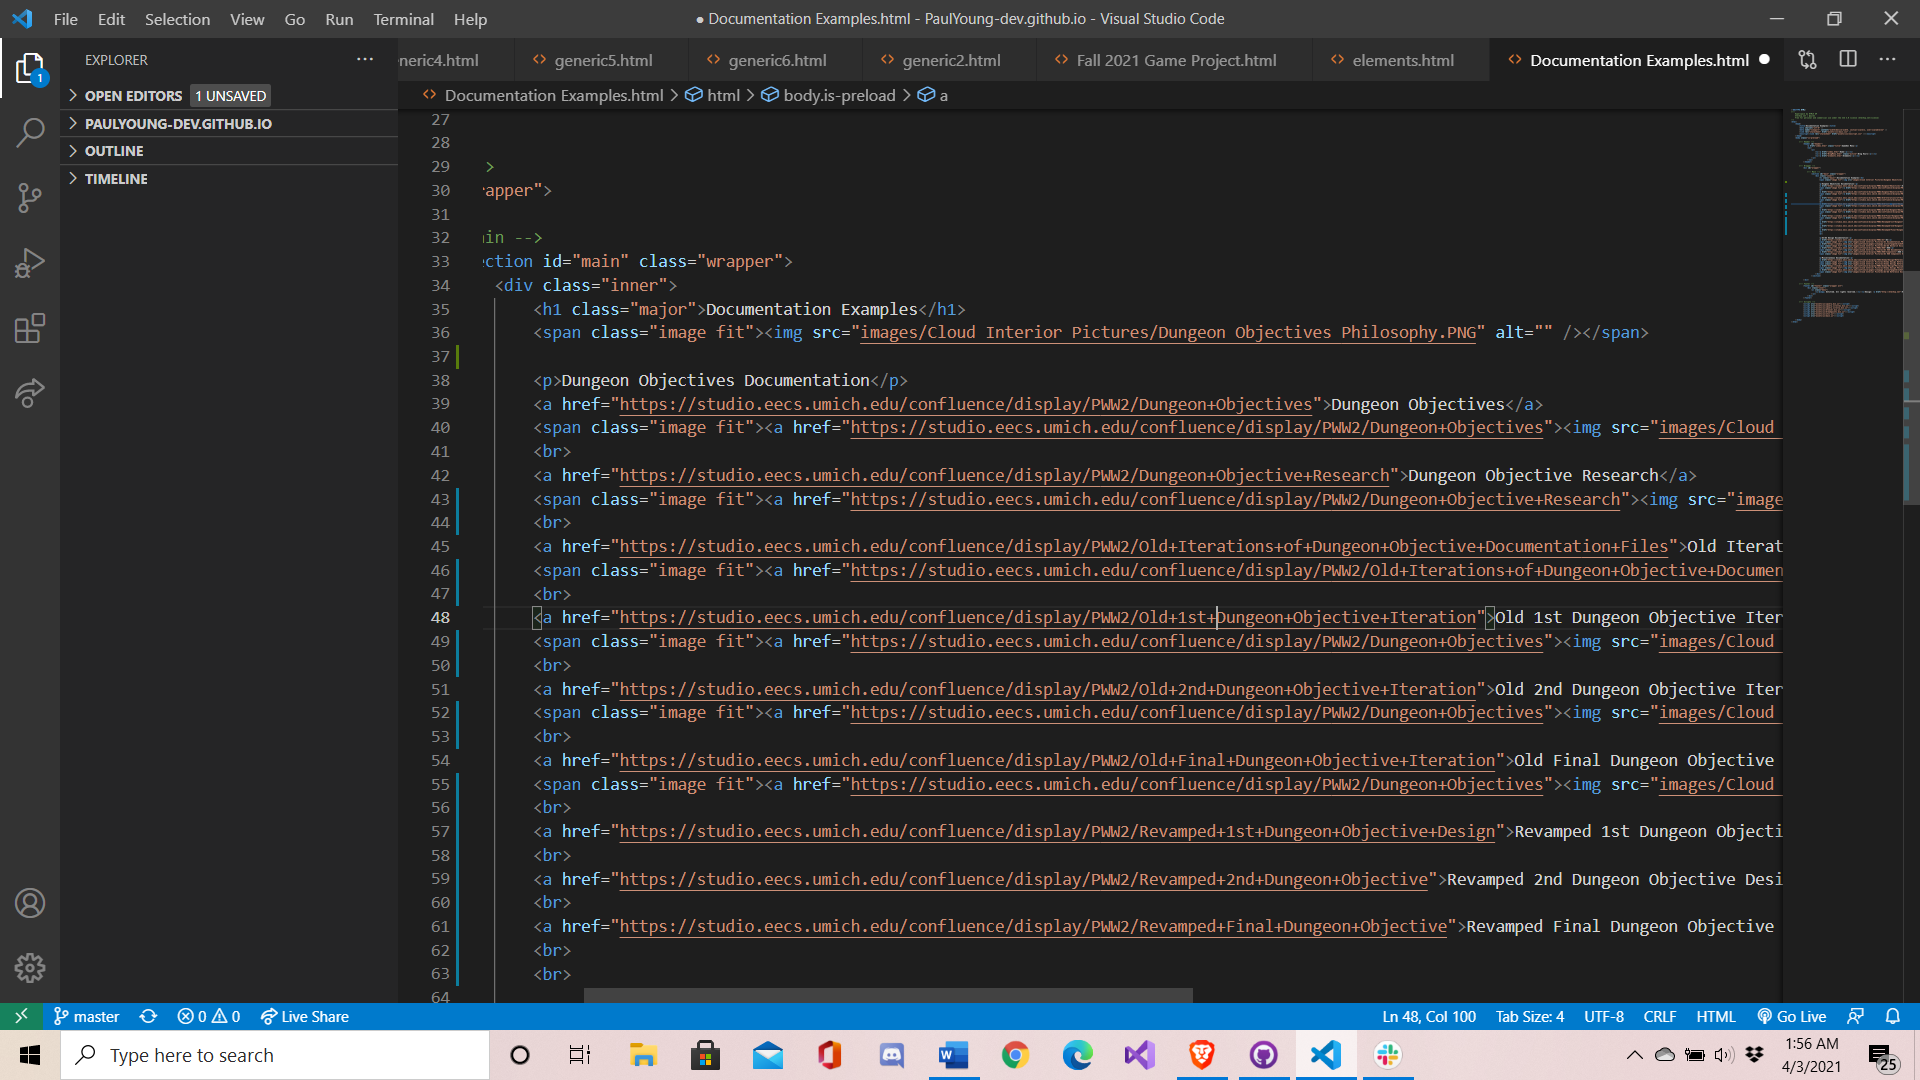 File Edit Selection View Go Run Terminal Help
● Documentation Examples.html - PaulYoung-dev.github.io - Visual Studio Code
1
EXPLORER
OPEN EDITORS 1 UNSAVED
PAULYOUNG-DEV.GITHUB.IO
OUTLINE
TIMELINE
neric4.html generic5.html generic6.html generic2.html Fall 2021 Game Project.html elements.html Documentation Examples.html ●
Documentation Examples.html > html > body.is-preload > a
27
28
29 >
30 rapper">
31
32 in -->
33 ction id="main" class="wrapper">
34 <div class="inner">
35 <h1 class="major">Documentation Examples</h1>
36 <span class="image fit"><img src="images/Cloud Interior Pictures/Dungeon Objectives Philosophy.PNG" alt="" /></span>
37
38 <p>Dungeon Objectives Documentation</p>
39 <a href="https://studio.eecs.umich.edu/confluence/display/PWW2/Dungeon+Objectives">Dungeon Objectives</a>
40 <span class="image fit"><a href="https://studio.eecs.umich.edu/confluence/display/PWW2/Dungeon+Objectives"><img src="images/Cloud
41 <br>
42 <a href="https://studio.eecs.umich.edu/confluence/display/PWW2/Dungeon+Objective+Research">Dungeon Objective Research</a>
43 <span class="image fit"><a href="https://studio.eecs.umich.edu/confluence/display/PWW2/Dungeon+Objective+Research"><img src="image
44 <br>
45 <a href="https://studio.eecs.umich.edu/confluence/display/PWW2/Old+Iterations+of+Dungeon+Objective+Documentation+Files">Old Iterat
46 <span class="image fit"><a href="https://studio.eecs.umich.edu/confluence/display/PWW2/Old+Iterations+of+Dungeon+Objective+Documen
47 <br>
48 <a href="https://studio.eecs.umich.edu/confluence/display/PWW2/Old+1st+Dungeon+Objective+Iteration">Old 1st Dungeon Objective Iter
49 <span class="image fit"><a href="https://studio.eecs.umich.edu/confluence/display/PWW2/Dungeon+Objectives"><img src="images/Cloud
50 <br>
51 <a href="https://studio.eecs.umich.edu/confluence/display/PWW2/Old+2nd+Dungeon+Objective+Iteration">Old 2nd Dungeon Objective Iter
52 <span class="image fit"><a href="https://studio.eecs.umich.edu/confluence/display/PWW2/Dungeon+Objectives"><img src="images/Cloud
53 <br>
54 <a href="https://studio.eecs.umich.edu/confluence/display/PWW2/Old+Final+Dungeon+Objective+Iteration">Old Final Dungeon Objective
55 <span class="image fit"><a href="https://studio.eecs.umich.edu/confluence/display/PWW2/Dungeon+Objectives"><img src="images/Cloud
56 <br>
57 <a href="https://studio.eecs.umich.edu/confluence/display/PWW2/Revamped+1st+Dungeon+Objective+Design">Revamped 1st Dungeon Objecti
58 <br>
59 <a href="https://studio.eecs.umich.edu/confluence/display/PWW2/Revamped+2nd+Dungeon+Objective">Revamped 2nd Dungeon Objective Desi
60 <br>
61 <a href="https://studio.eecs.umich.edu/confluence/display/PWW2/Revamped+Final+Dungeon+Objective">Revamped Final Dungeon Objective
62 <br>
63 <br>
64
master 0 0 Live Share Ln 48, Col 100 Tab Size: 4 UTF-8 CRLF HTML Go Live
Type here to search
1:56 AM
4/3/2021
25